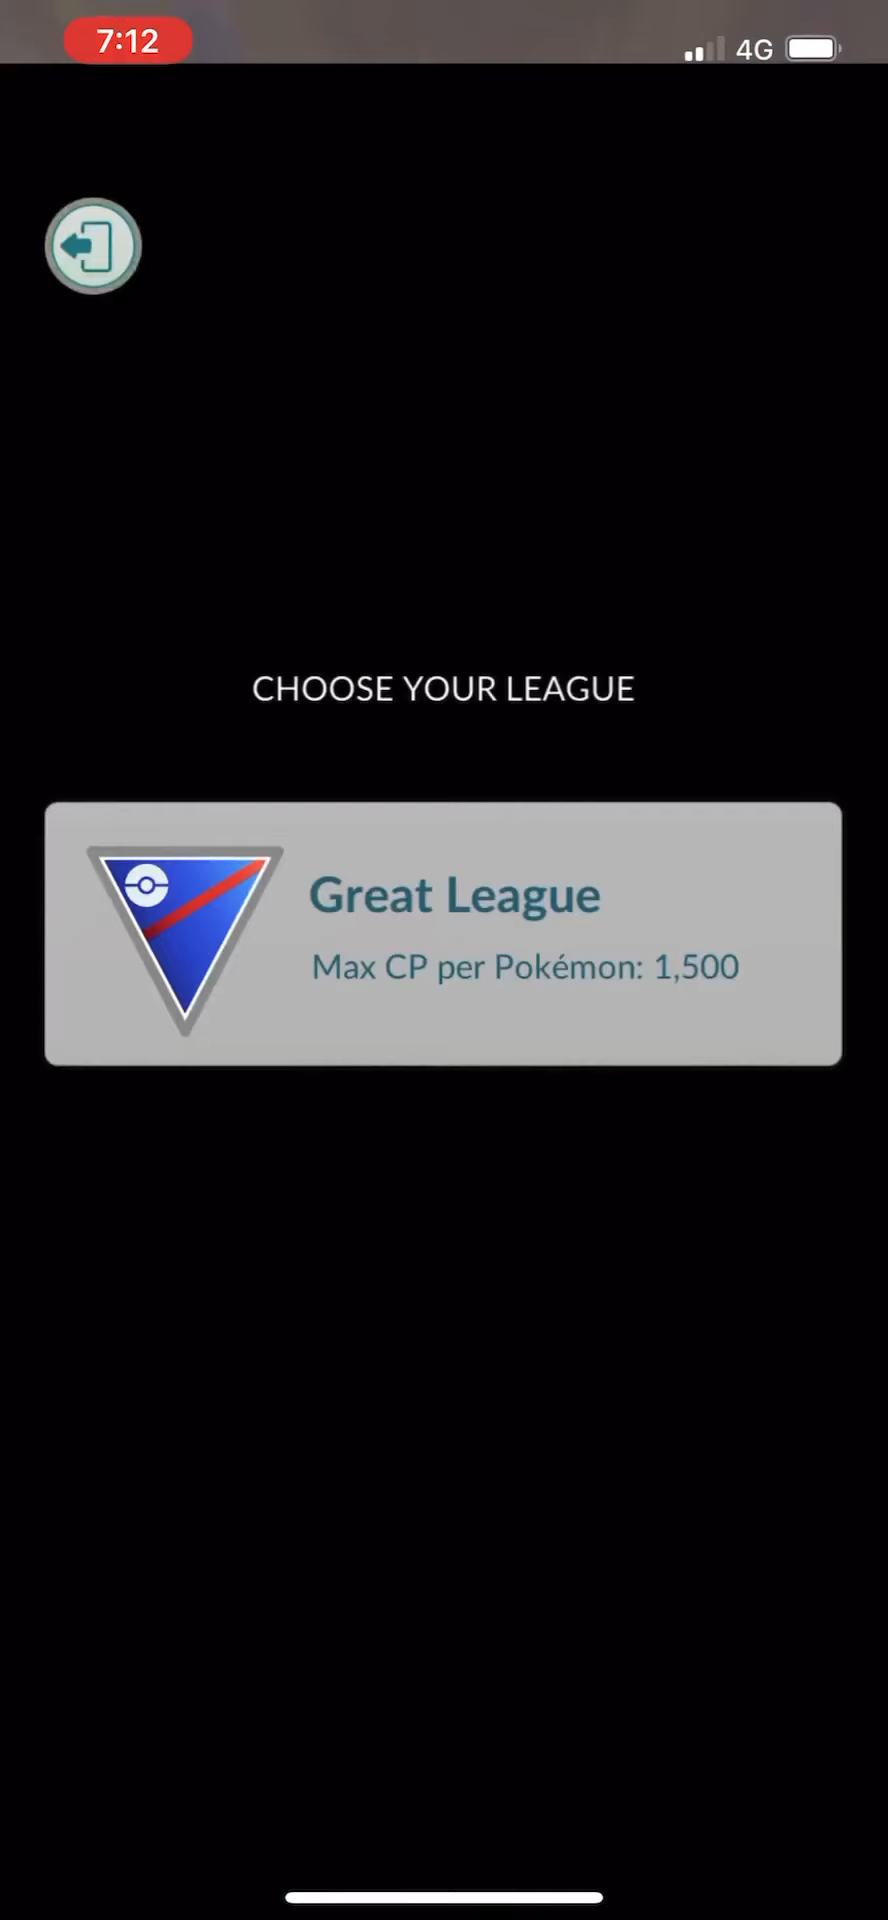 7:12
4G
CHOOSE YOUR LEAGUE
Great League
Max CP per Pokémon: 1,500